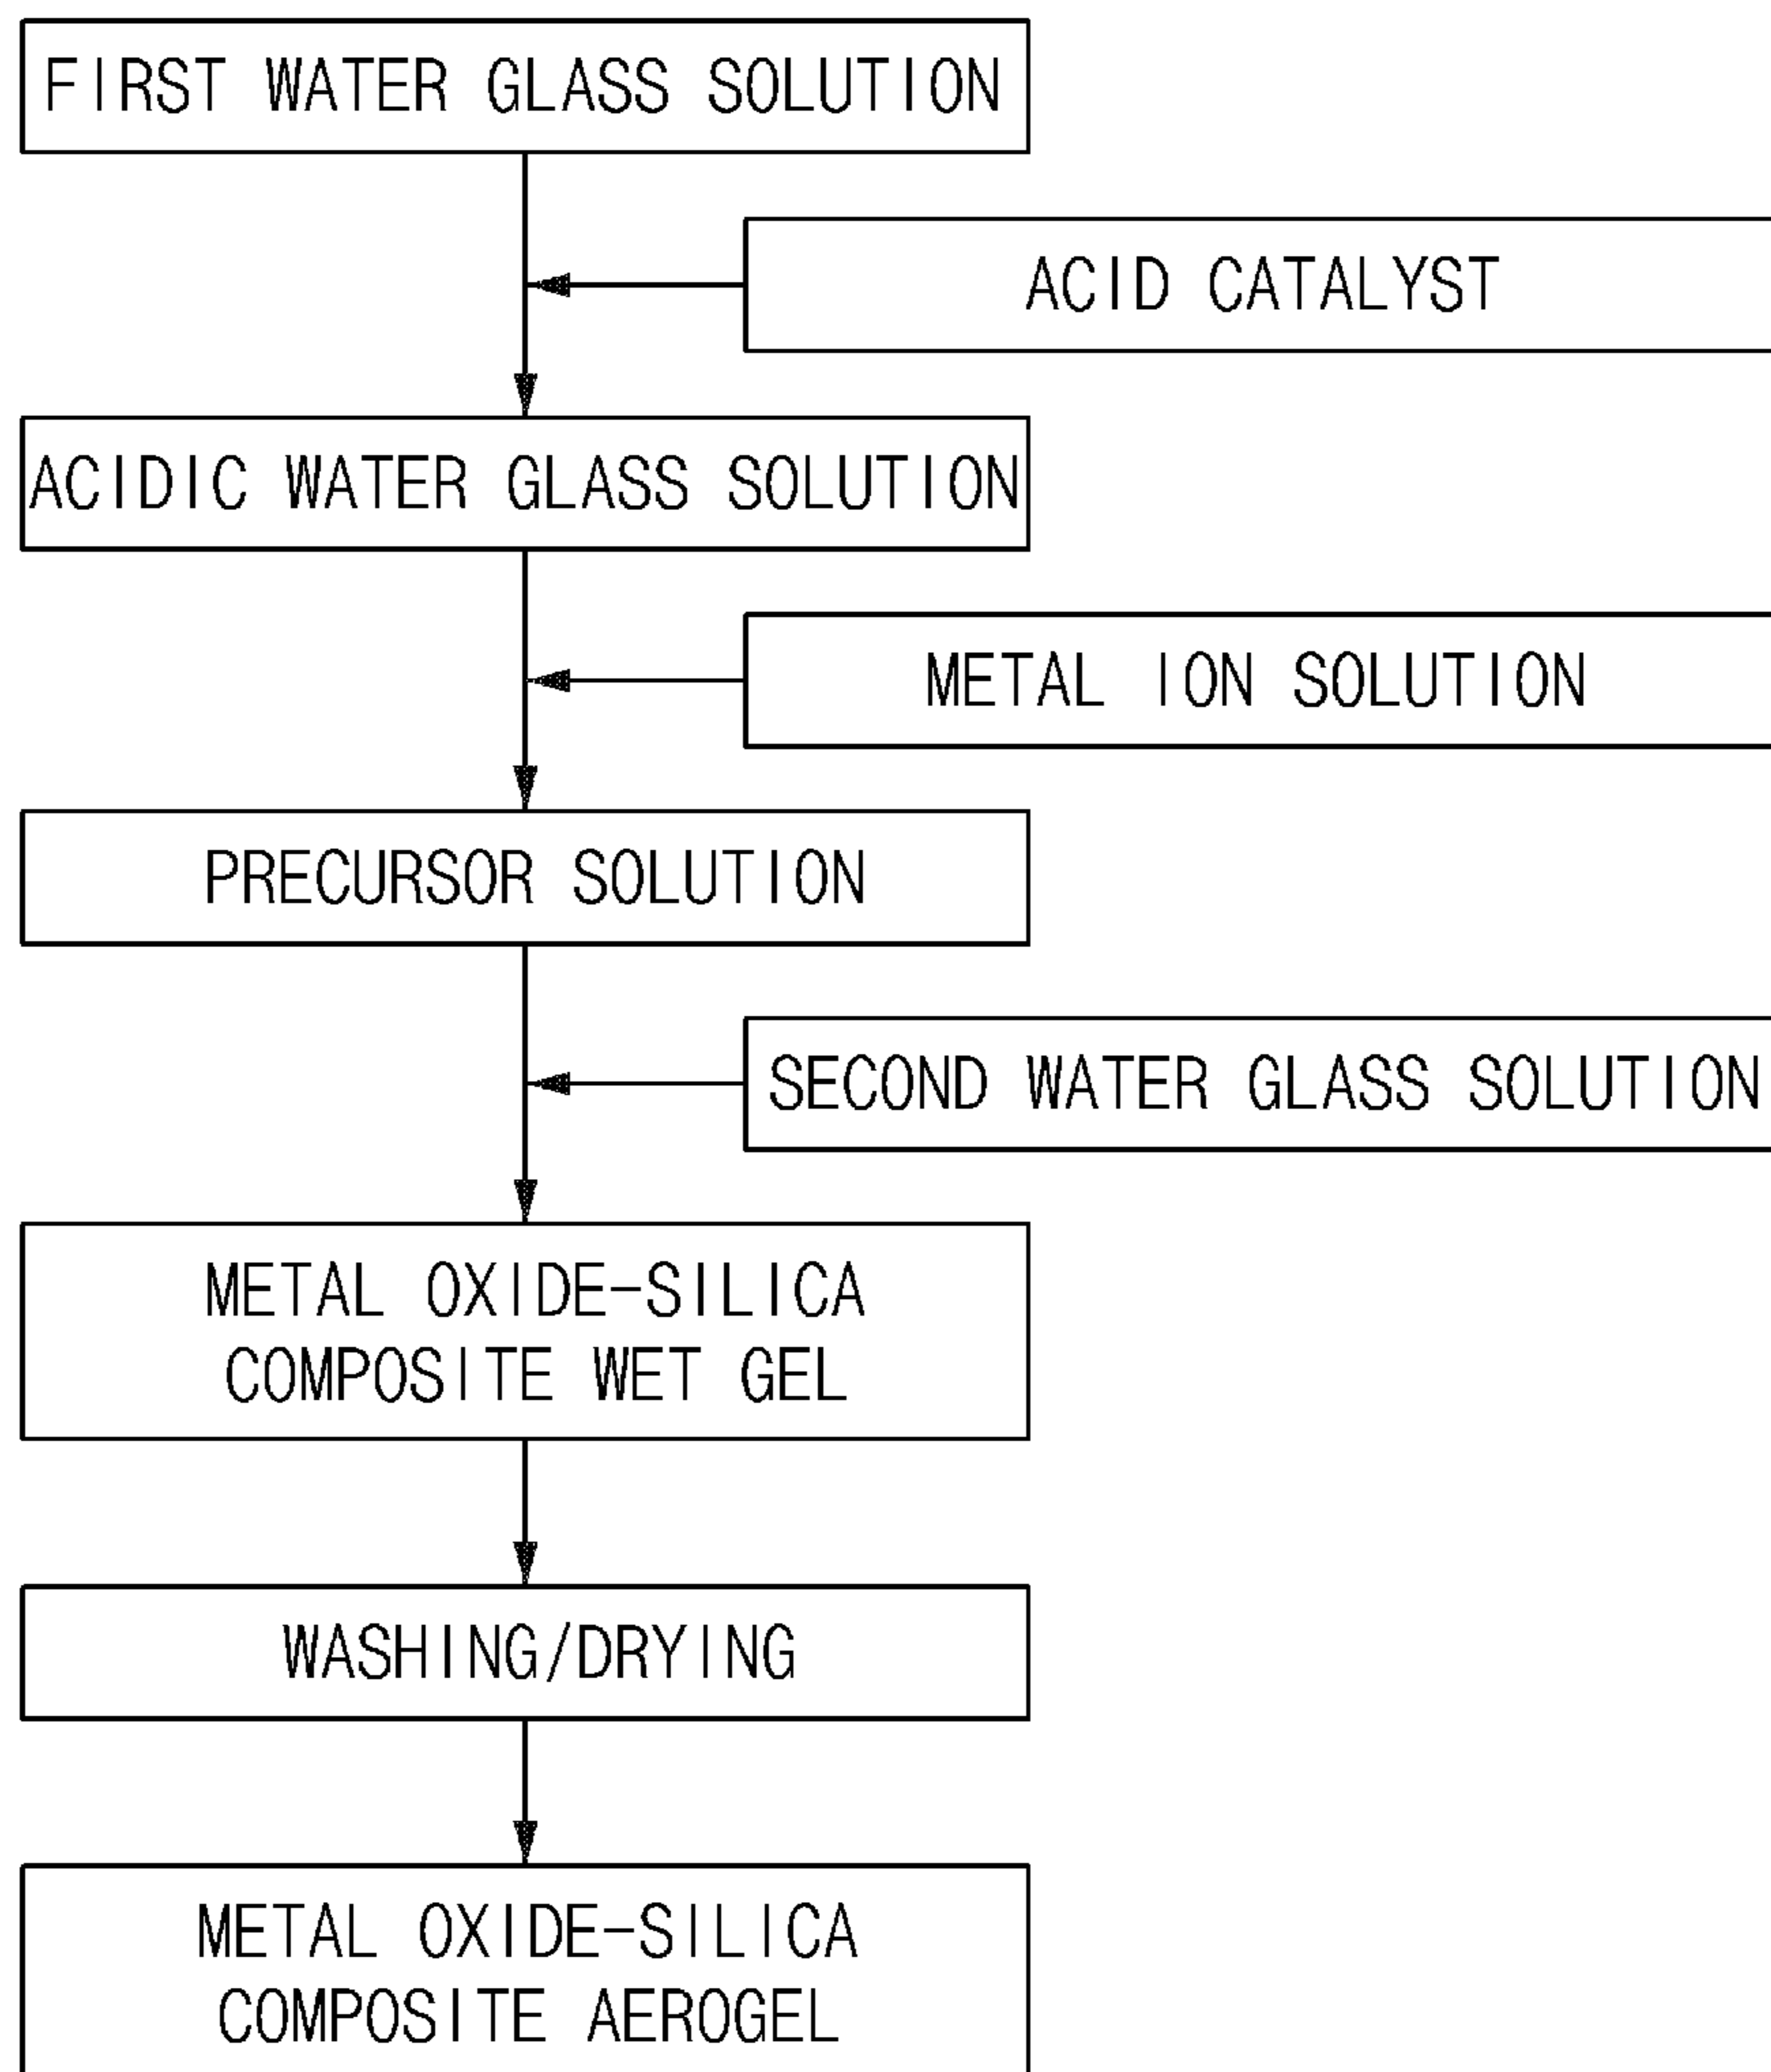 FIRST WATER GLASS SOLUTION
ACID CATALYST
ACIDIC WATER GLASS SOLUTION
METAL ION SOLUTION
PRECURSOR SOLUTION
SECOND WATER GLASS SOLUTION
METAL OXIDE-SILICA
COMPOSITE WET GEL
WASHING/DRYING
METAL OXIDE-SILICA
COMPOSITE AEROGEL